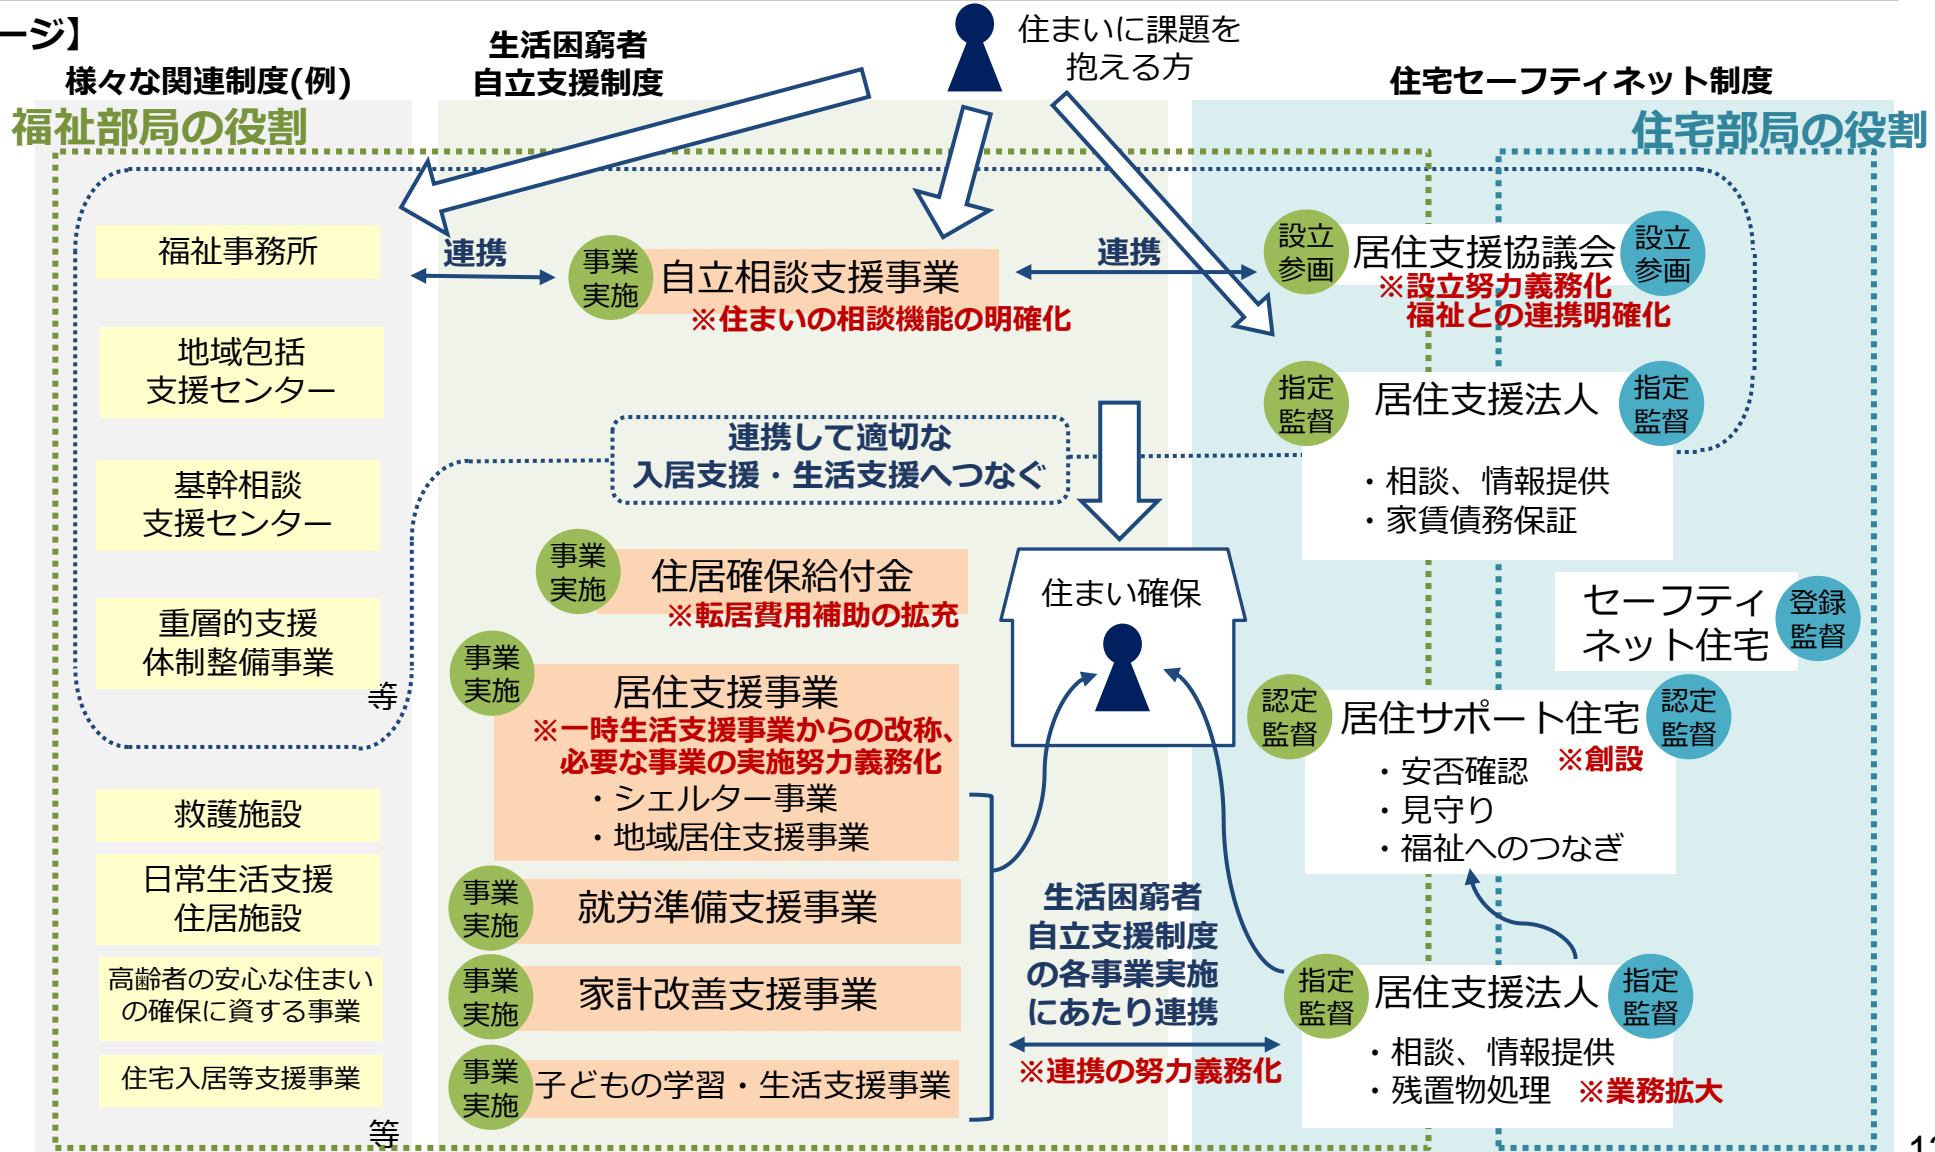 ージ】
様々な関連制度(例)
生活困窮者
自立支援制度
住まいに課題を
抱える方
住宅セーフティネット制度
福祉部局の役割
住宅部局の役割
福祉事務所
地域包括
支援センター
基幹相談
支援センター
重層的支援
体制整備事業
等
救護施設
日常生活支援
住居施設
高齢者の安心な住まい
の確保に資する事業
住宅入居等支援事業
等
連携
事業
実施
自立相談支援事業
※住まいの相談機能の明確化
連携
連携して適切な
入居支援・生活支援へつなぐ
事業
実施
住居確保給付金
※転居費用補助の拡充
事業
実施
居住支援事業
※一時生活支援事業からの改称、
必要な事業の実施努力義務化
・シェルター事業
・地域居住支援事業
事業
実施
就労準備支援事業
事業
実施
家計改善支援事業
事業
実施
子どもの学習・生活支援事業
住まい確保
生活困窮者
自立支援制度
の各事業実施
にあたり連携
※連携の努力義務化
設立
参画
居住支援協議会
設立
参画
※設立努力義務化
福祉との連携明確化
指定
監督
居住支援法人
指定
監督
・相談、情報提供
・家賃債務保証
セーフティ
ネット住宅
登録
監督
認定
監督
居住サポート住宅
認定
監督
※創設
・安否確認
・見守り
・福祉へのつなぎ
指定
監督
居住支援法人
指定
監督
・相談、情報提供
・残置物処理
※業務拡大